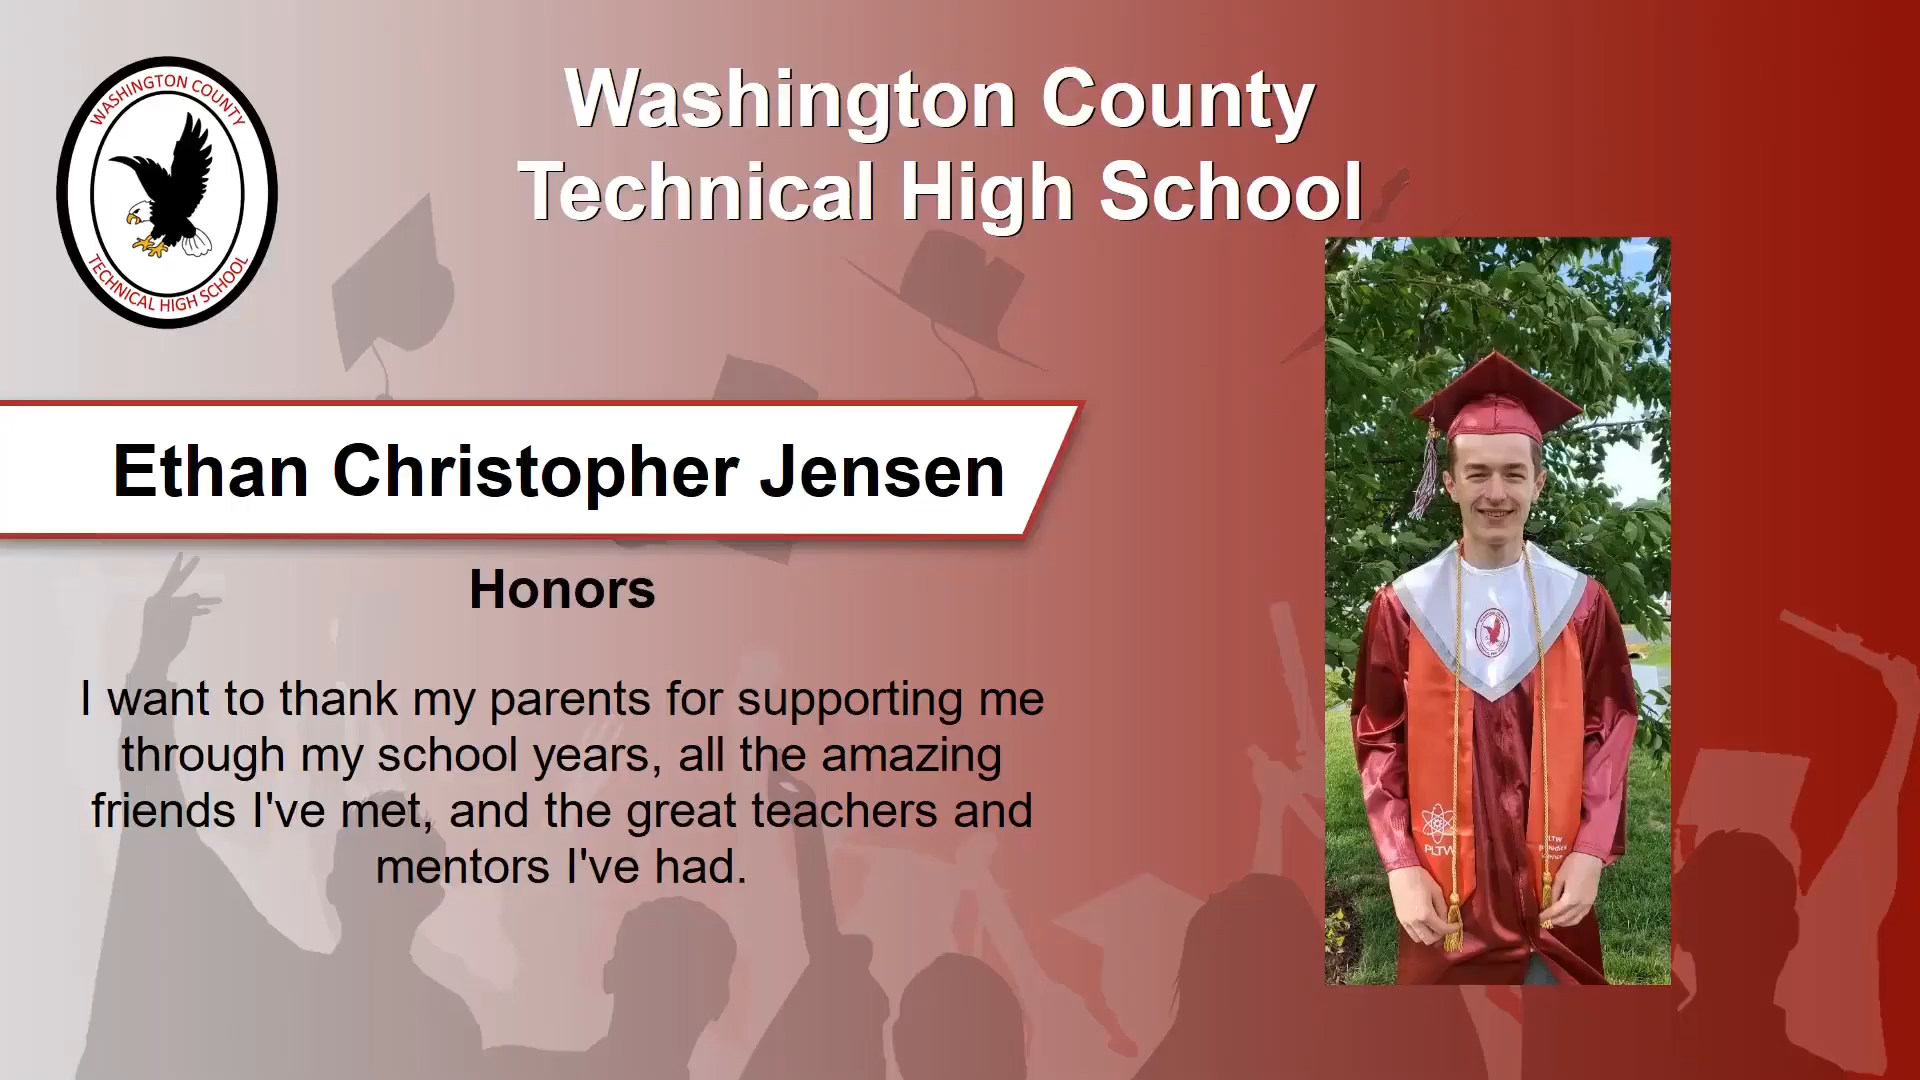 WASHINGTON COUNTY
TECHNICAL HIGH SCHOOL
Washington County
Technical High School
Ethan Christopher Jensen
Honors
I want to thank my parents for supporting me
through my school years, all the amazing
friends I've met, and the great teachers and
mentors I've had.
PLTW